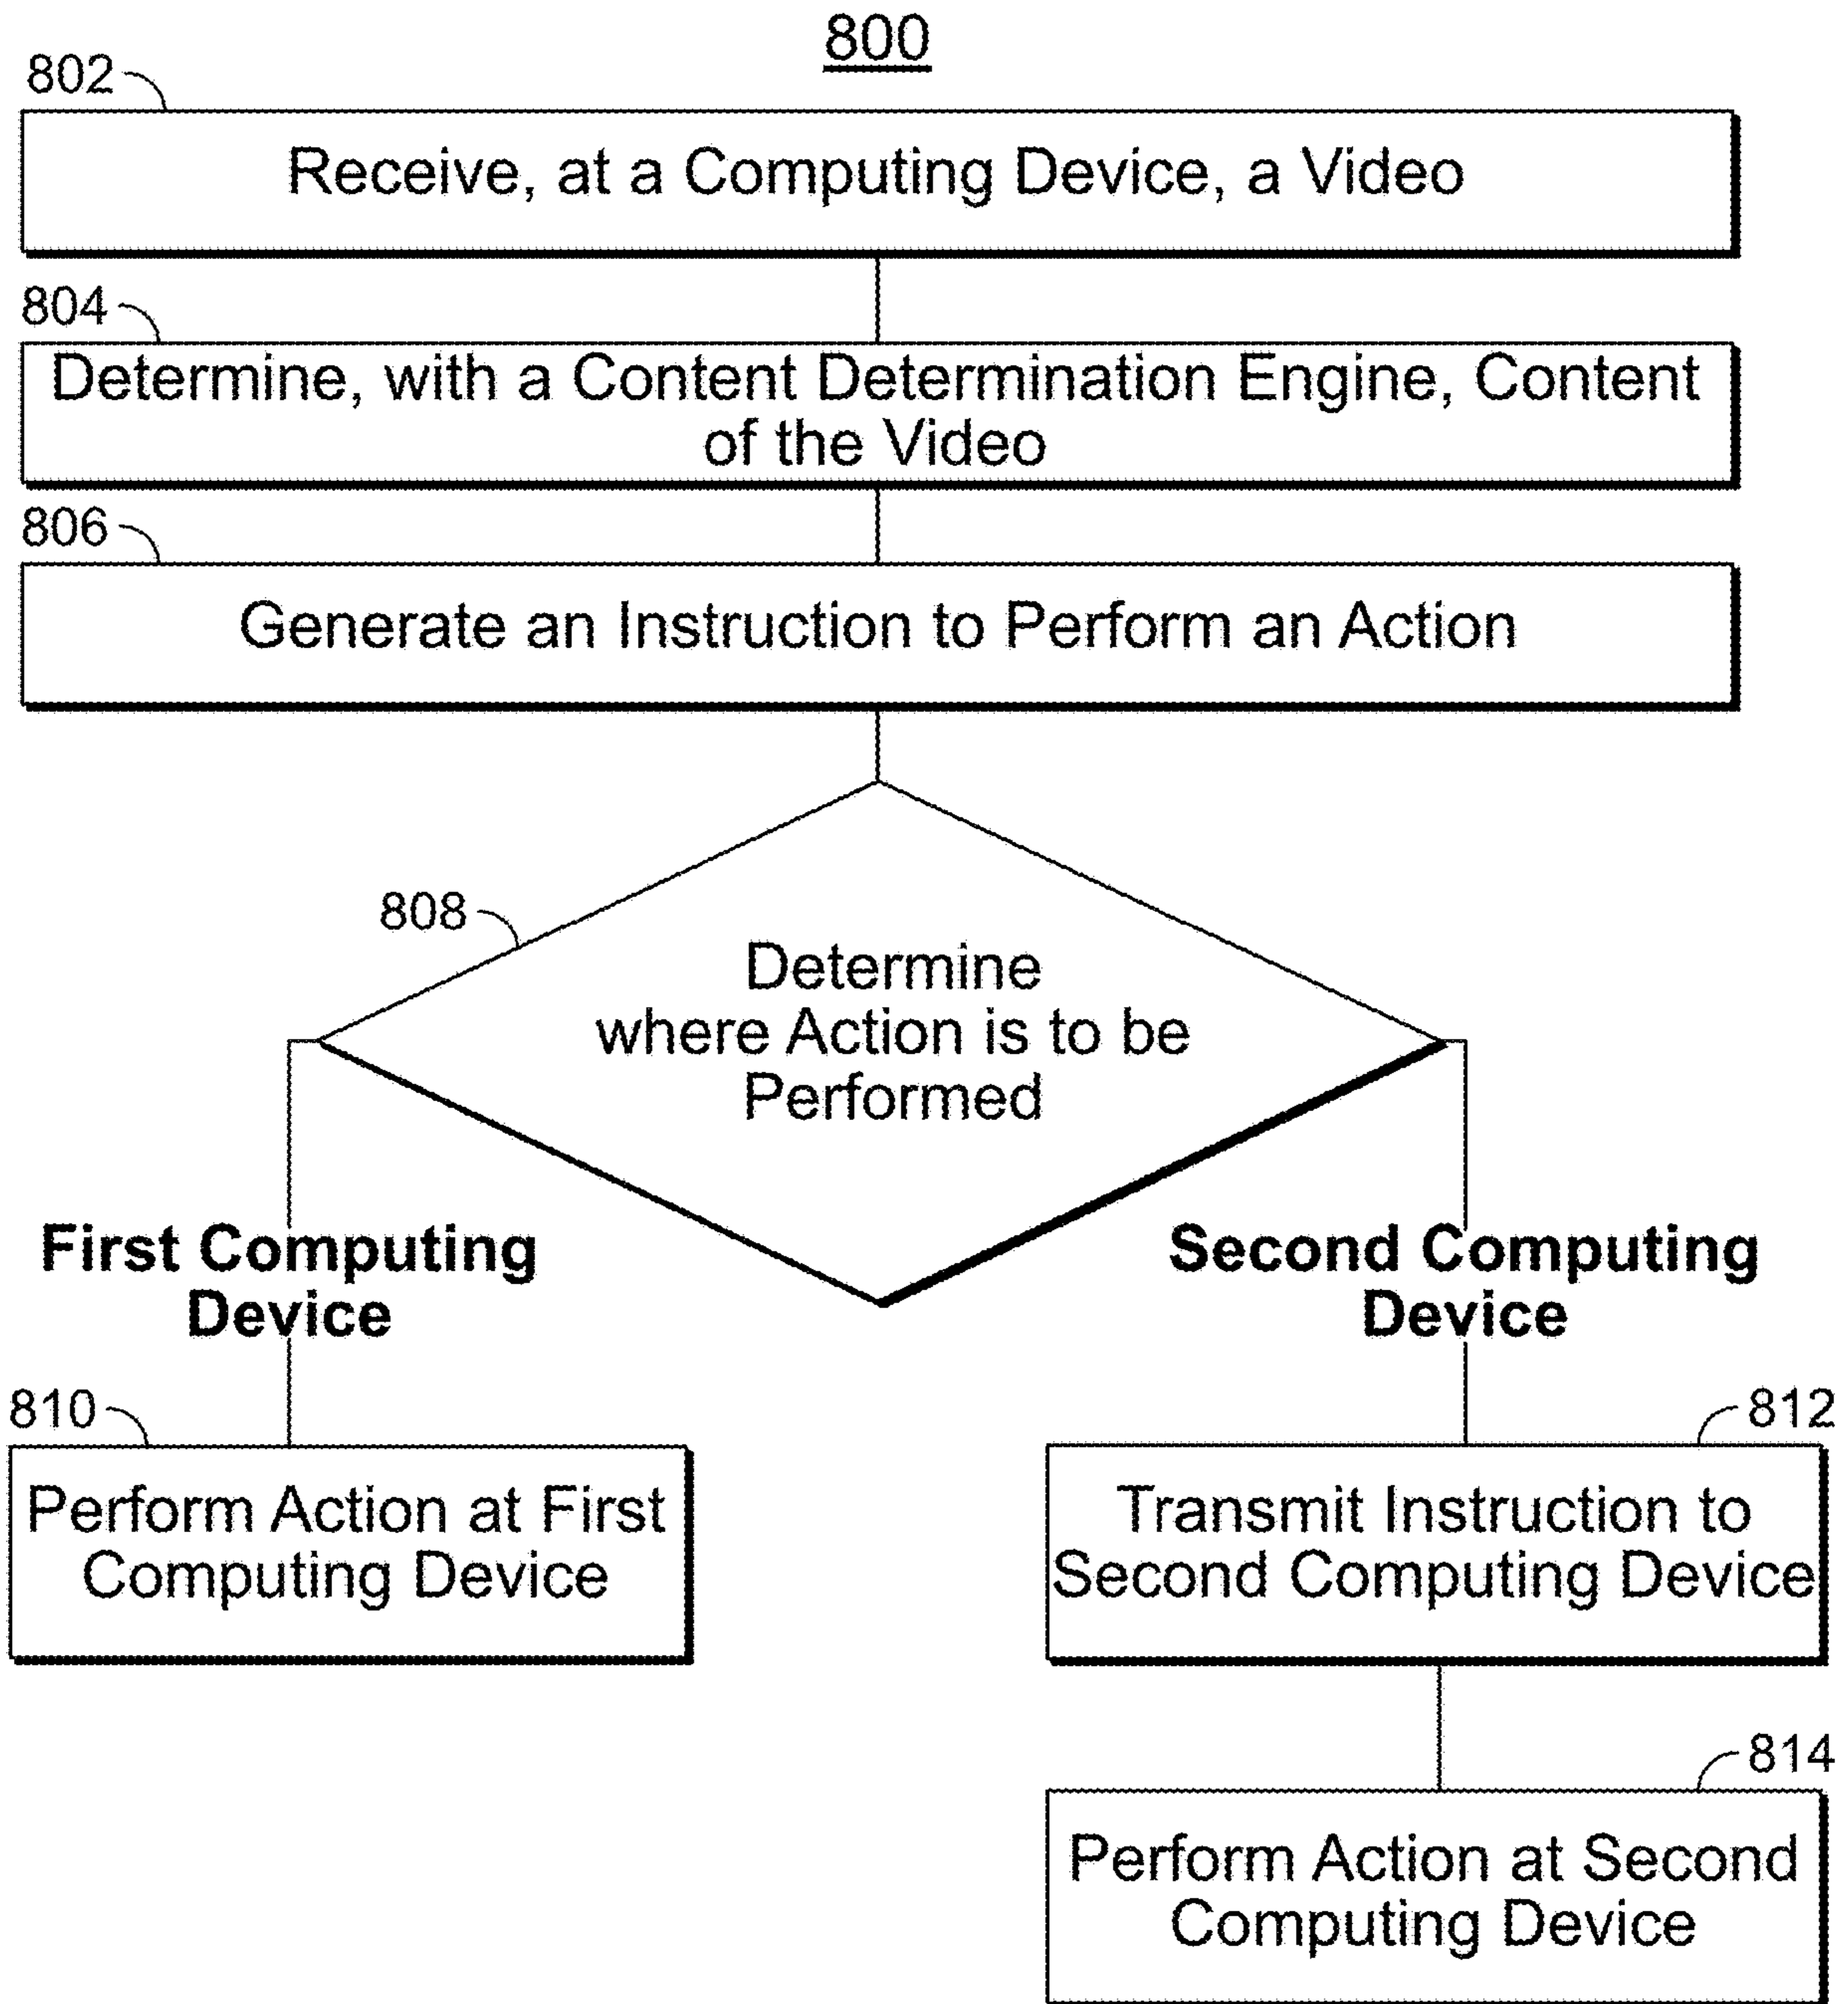 800
802
Receive, at a Computing Device, a Video
804
Determine, with a Content Determination Engine, Content
of the Video
806
Generate an Instruction to Perform an Action
808
Determine
where Action is to be
Performed
First Computing
Device
Second Computing
Device
810
Perform Action at First
Computing Device
812
Transmit Instruction to
Second Computing Device
814
Perform Action at Second
Computing Device